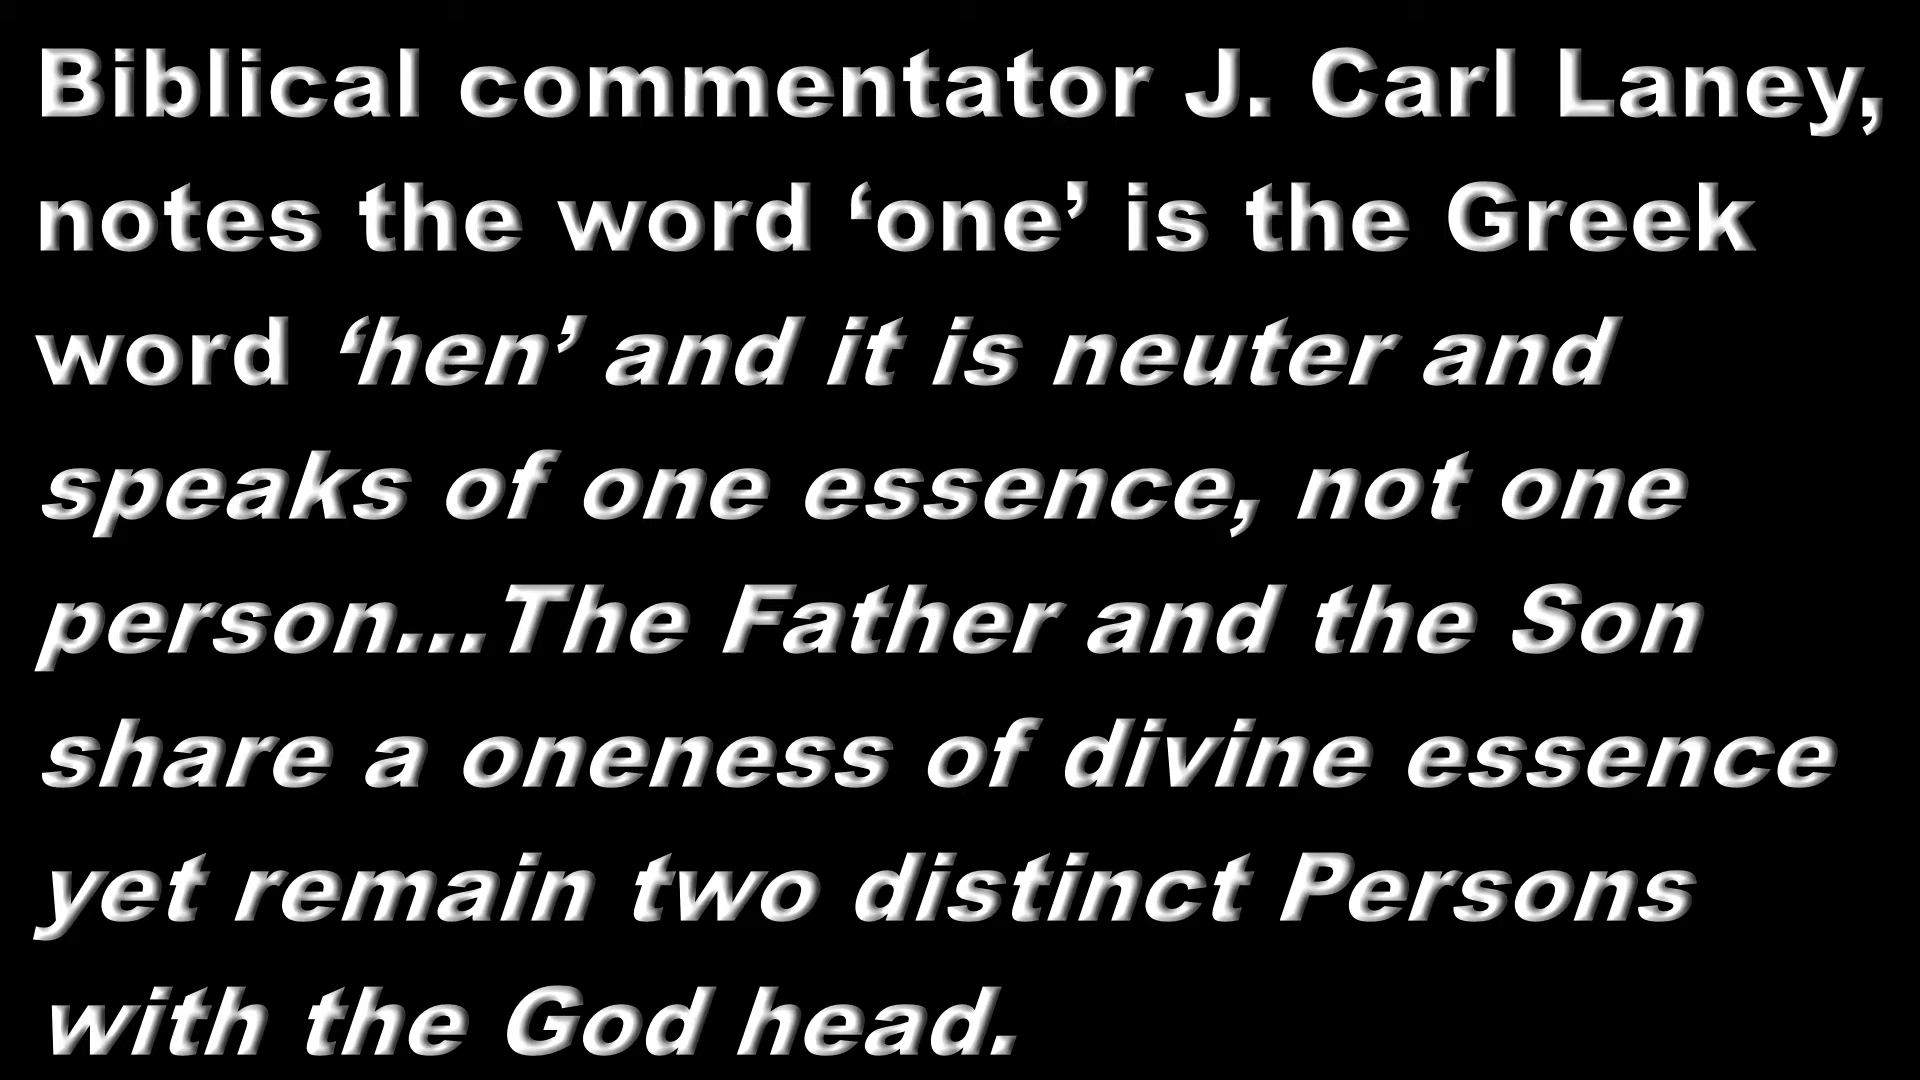 Biblical commentator J. Carl Laney,
notes the word ‘one’ is the Greek
word ‘hen’ and it is neuter and
speaks of one essence, not one
person...The Father and the Son
share a oneness of divine essence
yet remain two distinct Persons
with the God head.